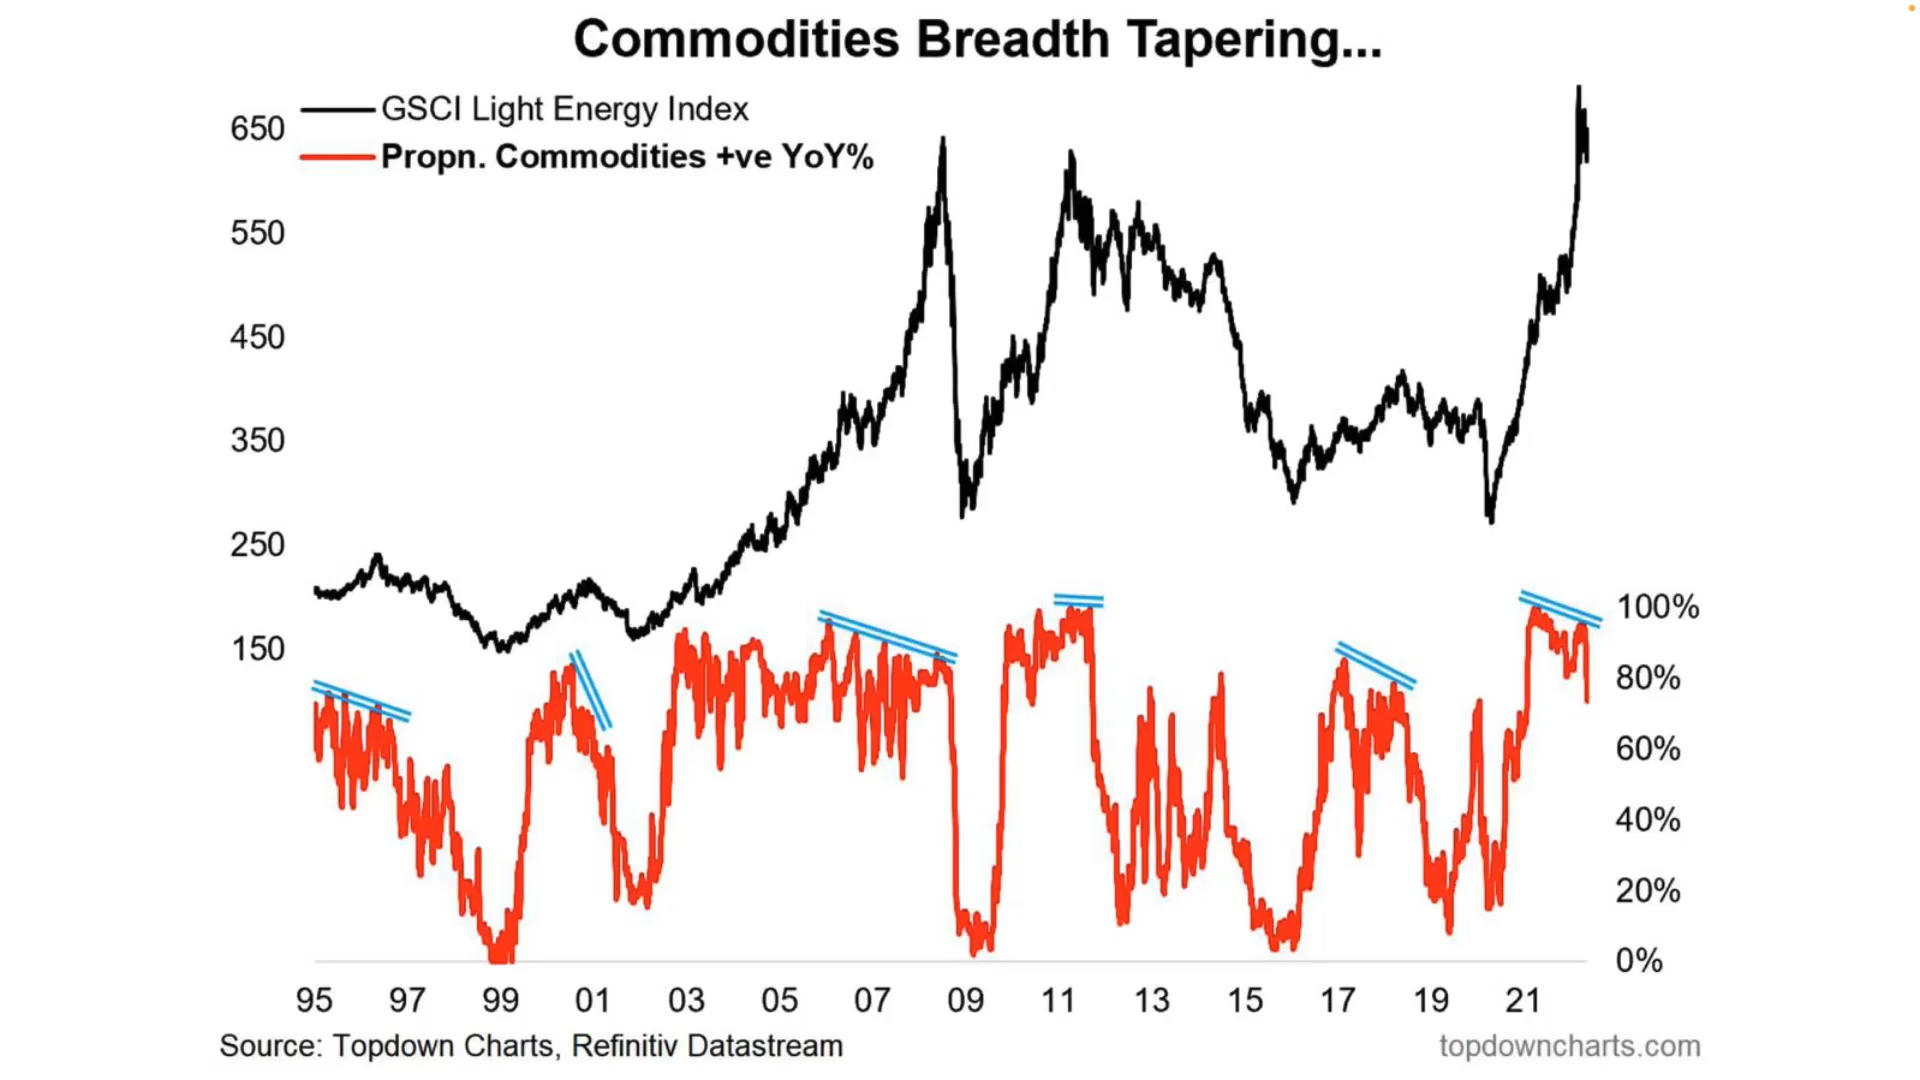 Commodities Breadth Tapering...
GSCI Light Energy Index
Propn. Commodities +ve YoY%
650
550
450
350
250
150
100%
80%
60%
40%
20%
0%
95 97 99 01 03 05 07 09 11 13 15 17 19 21
Source: Topdown Charts, Refinitiv Datastream
topdowncharts.com